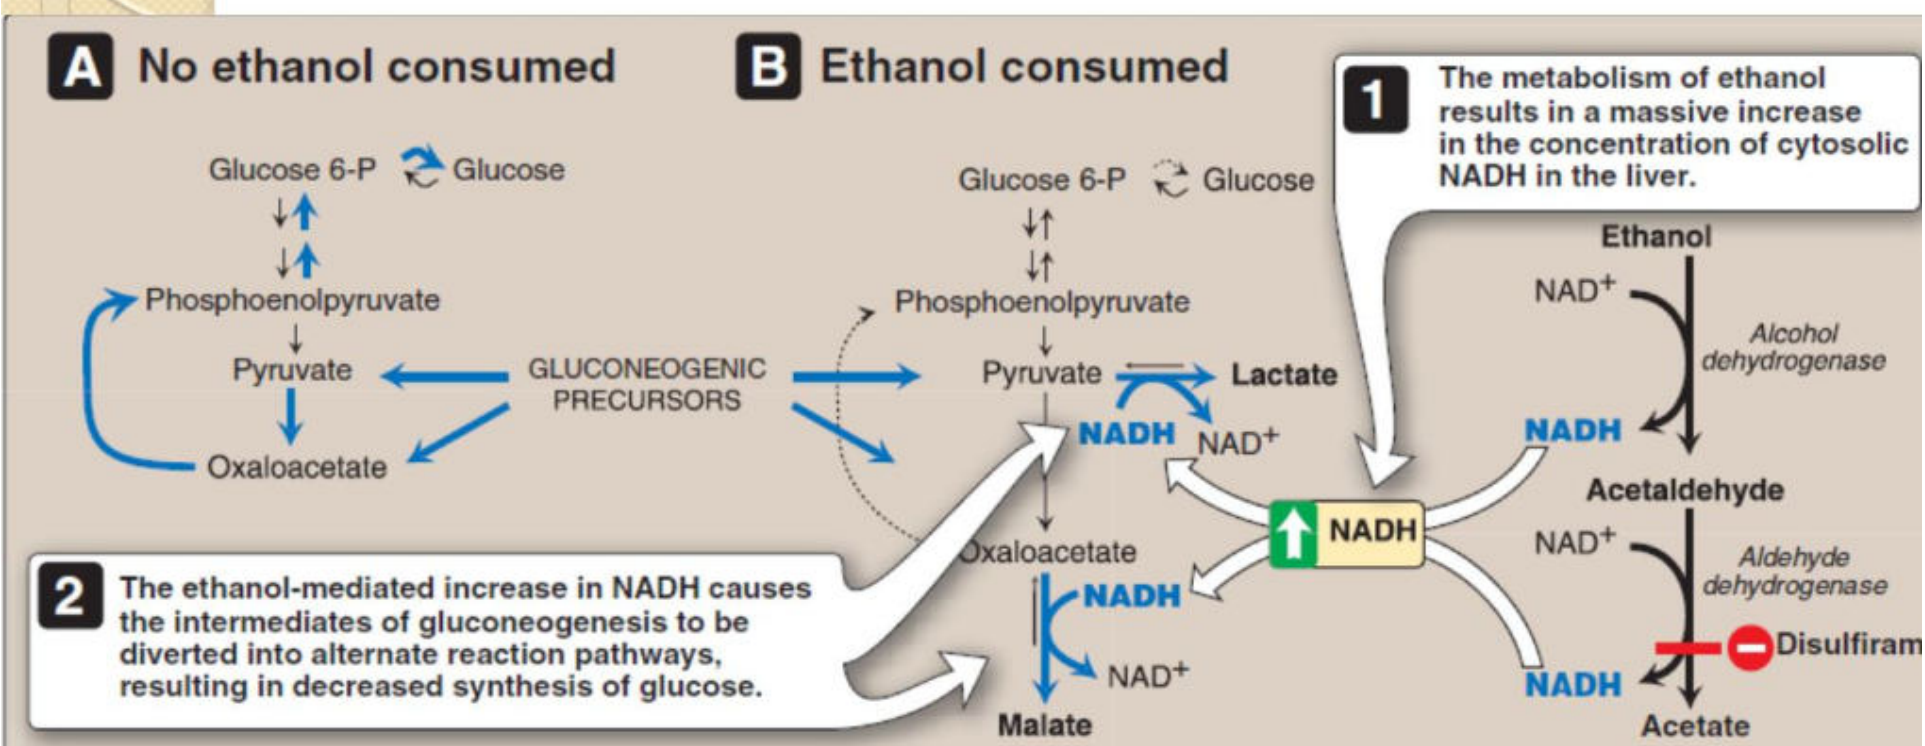 A No ethanol consumed
Glucose 6-P Glucose
Phosphoenolpyruvate
Pyruvate
Oxaloacetate
GLUCONEOGENIC
PRECURSORS
B Ethanol consumed
Glucose 6-P Glucose
Phosphoenolpyruvate
Pyruvate Lactate
NADH NAD+
Oxaloacetate
NADH
NAD+
Malate
1 The metabolism of ethanol
results in a massive increase
in the concentration of cytosolic
NADH in the liver.
Ethanol
NAD+
Alcohol
dehydrogenase
NADH
Acetaldehyde
NADH
NAD+
Aldehyde
dehydrogenase
Disulfiram
NADH
Acetate
2 The ethanol-mediated increase in NADH causes
the intermediates of gluconeogenesis to be
diverted into alternate reaction pathways,
resulting in decreased synthesis of glucose.